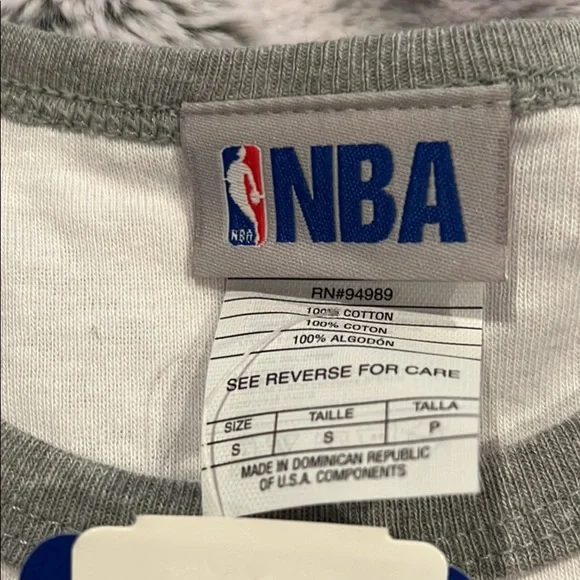 NBA
NBA
RN#94989
100% COTTON
100% COTON
100% ALGODÓN
SEE REVERSE FOR CARE
SIZE TAILLE TALLA
S S P
MADE IN DOMINICAN REPUBLIC
OF U.S.A. COMPONENTS